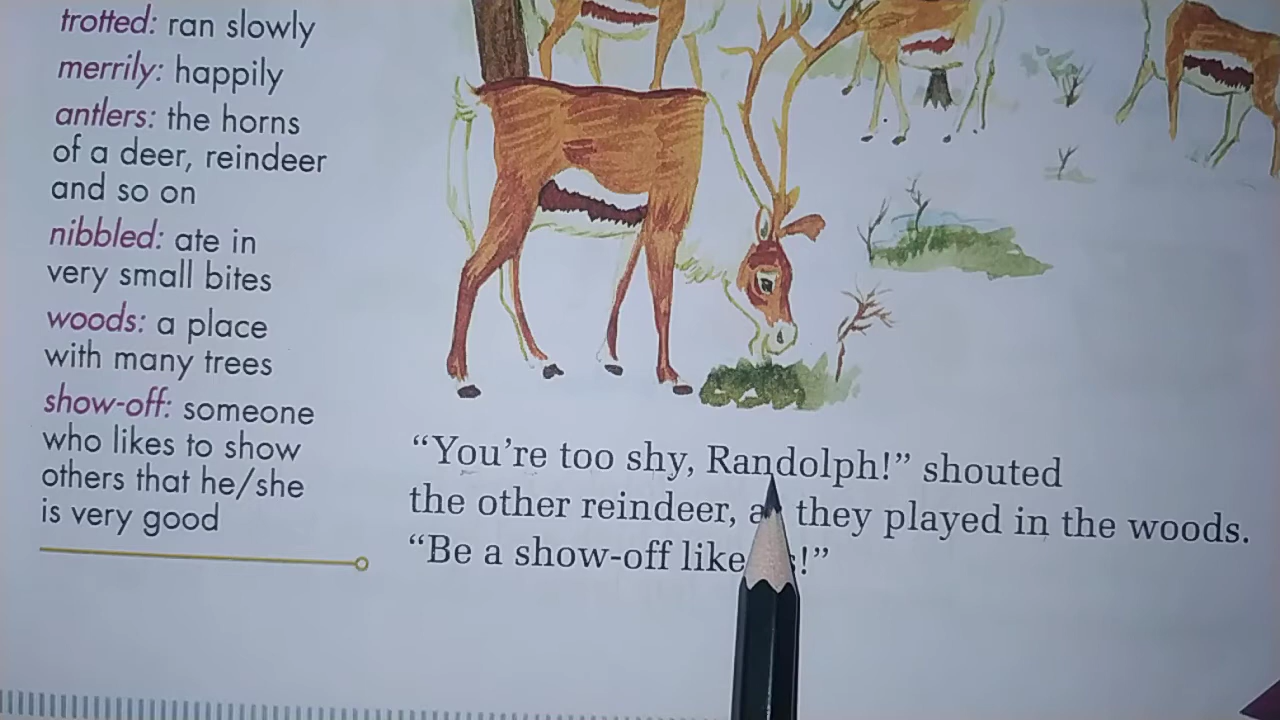 trotted: ran slowly
merrily: happily
antlers: the horns
of a deer, reindeer
and so on
nibbled: ate in
very small bites
woods: a place
with many trees
show-off: someone
who likes to show
others that he/she
is very good
“You’re too shy, Randolph!” shouted
the other reindeer, they played in the woods.
“Be a show-off like !”